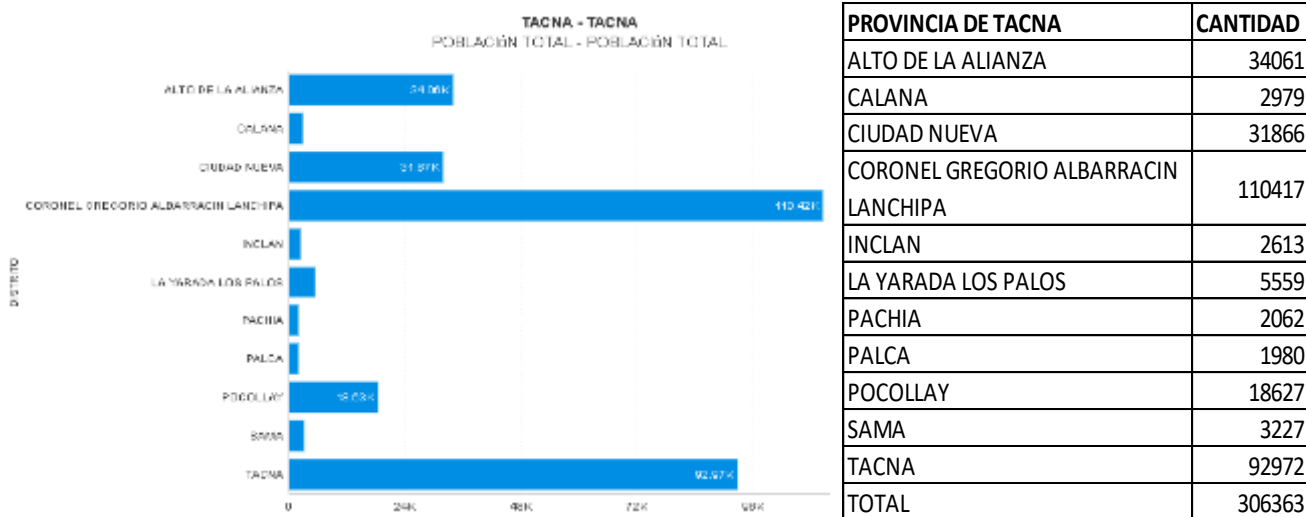 TACNA - TACNA
POBLACIÓN TOTAL - POBLACIÓN TOTAL
DISTRITO
ALTO DE LA ALIANZA 34.06K
CALANA
CIUDAD NUEVA 31.87K
CORONEL GREGORIO ALBARRACIN LANCHIPA 110.42K
INCLAN
LA YARADA LOS PALOS
PACHIA
PALCA
POCOLLAY 18.63K
SAMA
TACNA 92.97K
0 24K 48K 72K 96K
PROVINCIA DE TACNA CANTIDAD
ALTO DE LA ALIANZA 34061
CALANA 2979
CIUDAD NUEVA 31866
CORONEL GREGORIO ALBARRACIN
LANCHIPA 110417
INCLAN 2613
LA YARADA LOS PALOS 5559
PACHIA 2062
PALCA 1980
POCOLLAY 18627
SAMA 3227
TACNA 92972
TOTAL 306363